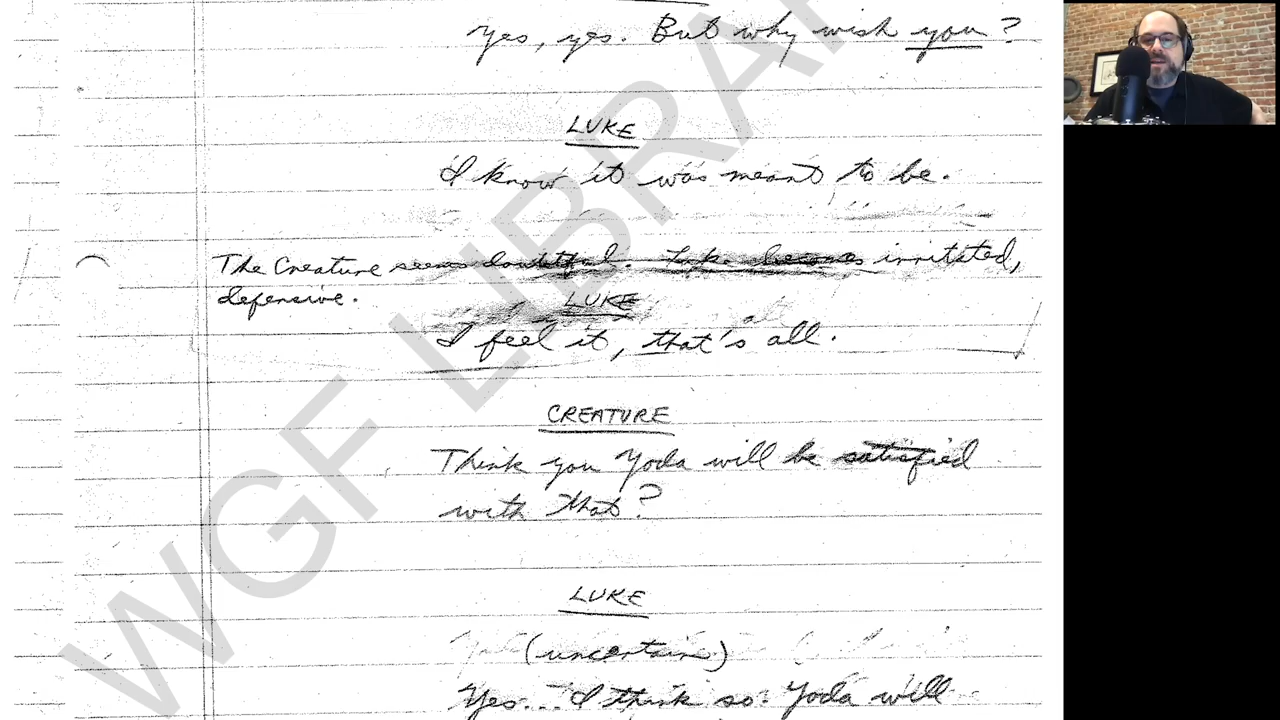 Yes, yes. But why wish you?
LUKE
I know it was meant to be.
The Creature seems doubtful. Luke becomes irritated,
defensive.
LUKE
I feel it, that's all.
CREATURE
Think you Yoda will be satisfied
with that?
LUKE
(uncertain)
Yes... I think so. Yoda will
WGF LIBRAR